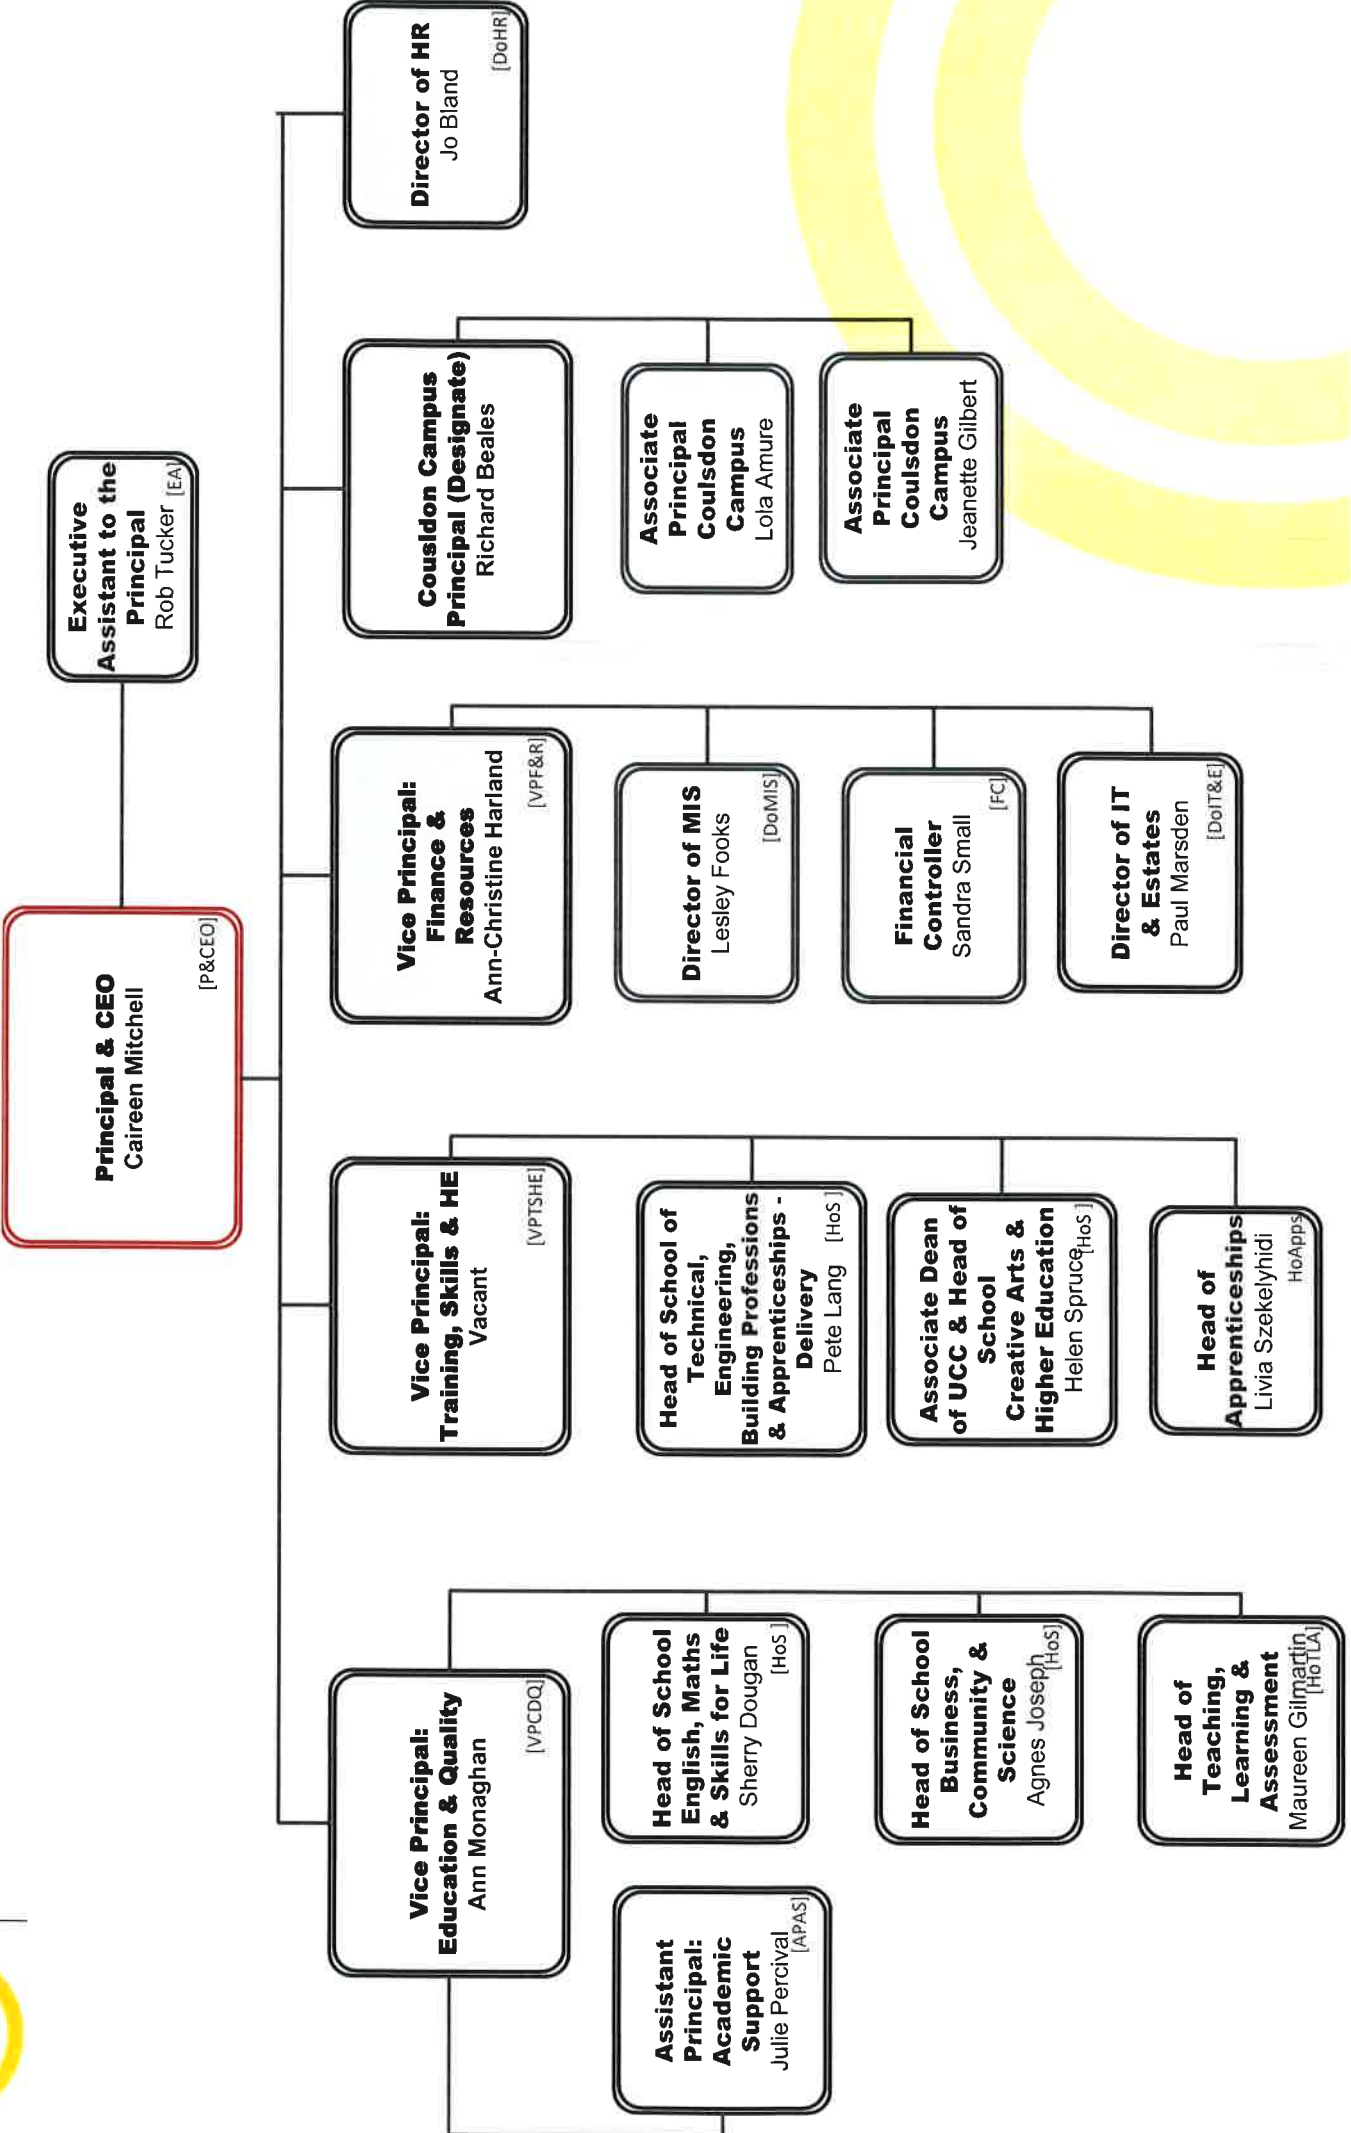 Principal & CEO
Caireen Mitchell
[P&CEO]
Executive
Assistant to the
Principal
Rob Tucker [EA]
Vice Principal:
Education & Quality
Ann Monaghan
[VPCDQ]
Vice Principal:
Training, Skills & HE
Vacant
[VPTSHE]
Vice Principal:
Finance &
Resources
Ann-Christine Harland
[VPF&R]
Cousldon Campus
Principal (Designate)
Richard Beales
Director of HR
Jo Bland
[DoHR]
Assistant
Principal:
Academic
Support
Julie Percival
[APAS]
Head of School
English, Maths
& Skills for Life
Sherry Dougan
[HoS ]
Head of School
Business,
Community &
Science
Agnes Joseph
[HoS]
Head of
Teaching,
Learning &
Assessment
Maureen Gilmartin
[HoTLA]
Head of School of
Technical,
Engineering,
Building Professions
& Apprenticeships -
Delivery
Pete Lang [HoS ]
Associate Dean
of UCC & Head of
School
Creative Arts &
Higher Education
Helen Spruce
[HoS ]
Head of
Apprenticeships
Livia Szekelyhidi
HoApps
Director of MIS
Lesley Fooks
[DoMIS]
Financial
Controller
Sandra Small
[FC]
Director of IT
& Estates
Paul Marsden
[DoIT&E]
Associate
Principal
Coulsdon
Campus
Lola Amure
Associate
Principal
Coulsdon
Campus
Jeanette Gilbert